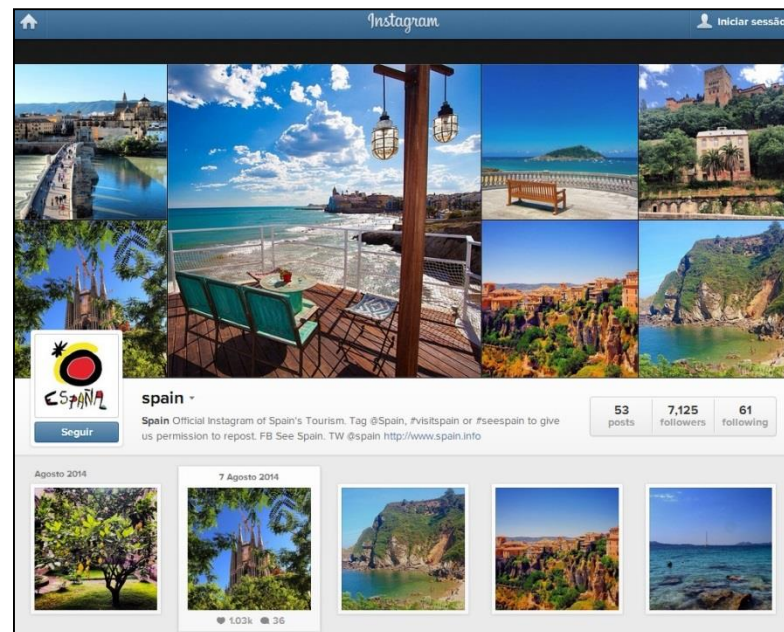 Instagram
Iniciar sessão
ESPAÑA
Seguir
spain
Spain Official Instagram of Spain's Tourism. Tag @Spain, #visitspain or #seespain to give
us permission to repost. FB See Spain. TW @spain http://www.spain.info
53 posts
7,125 followers
61 following
Agosto 2014
7 Agosto 2014
1.03k 36